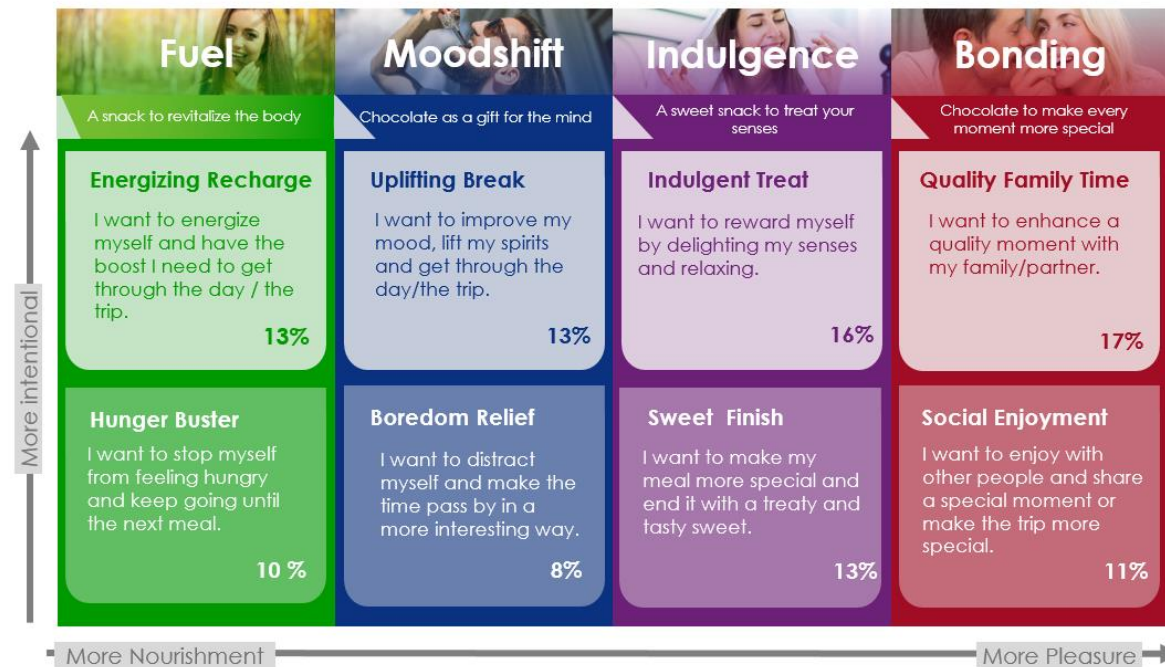 Fuel
A snack to revitalize the body
Energizing Recharge
I want to energize
myself and have the
boost I need to get
through the day / the
trip.
13%
Hunger Buster
I want to stop myself
from feeling hungry
and keep going until
the next meal.
10 %
Moodshift
Chocolate as a gift for the mind
Uplifting Break
I want to improve my
mood, lift my spirits
and get through the
day/the trip.
13%
Boredom Relief
I want to distract
myself and make the
time pass by in a
more interesting way.
8%
Indulgence
A sweet snack to treat your
senses
Indulgent Treat
I want to reward myself
by delighting my senses
and relaxing.
16%
Sweet Finish
I want to make my
meal more special and
end it with a treaty and
tasty sweet.
13%
Bonding
Chocolate to make every
moment more special
Quality Family Time
I want to enhance a
quality moment with
my family/partner.
17%
Social Enjoyment
I want to enjoy with
other people and share
a special moment or
make the trip more
special.
11%
More intentional
More Nourishment
More Pleasure